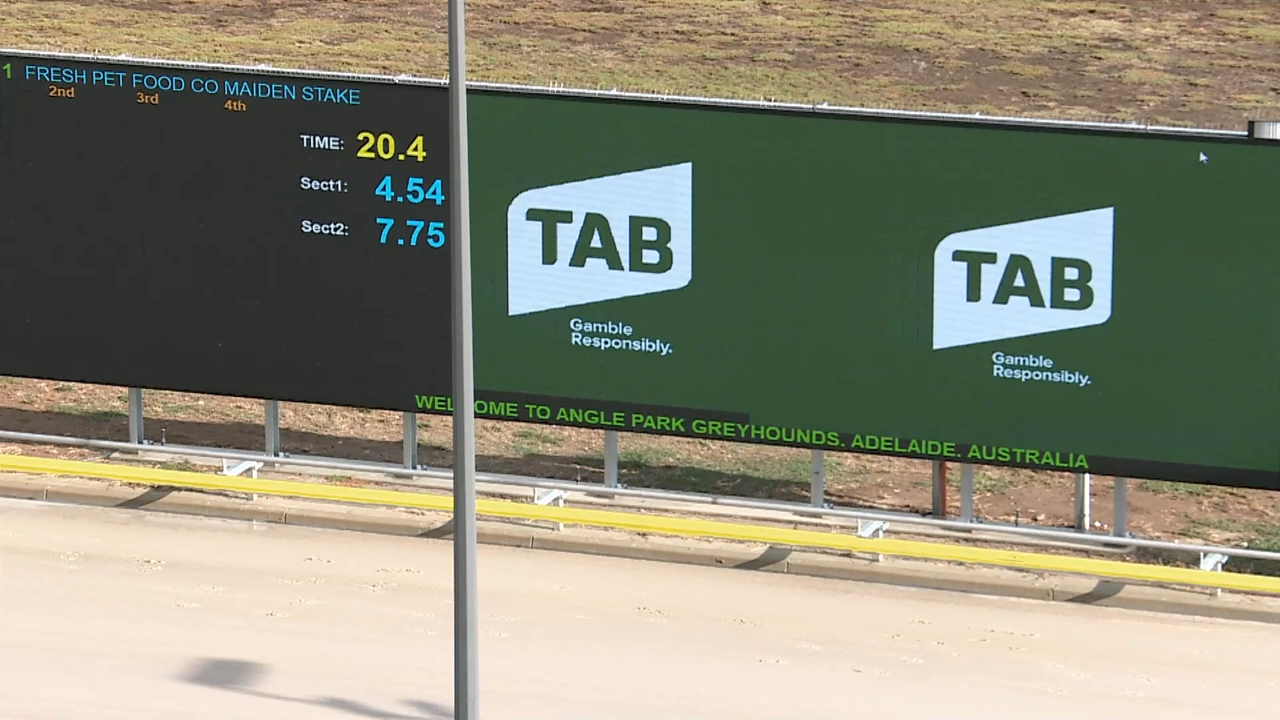 1 FRESH PET FOOD CO MAIDEN STAKE
2nd 3rd 4th
TIME: 20.4
Sect1: 4.54
Sect2: 7.75
TAB
Gamble
Responsibly.
TAB
Gamble
Responsibly.
TO ANGLE PARK GREYHOUNDS. ADELAIDE. AUSTRALIA